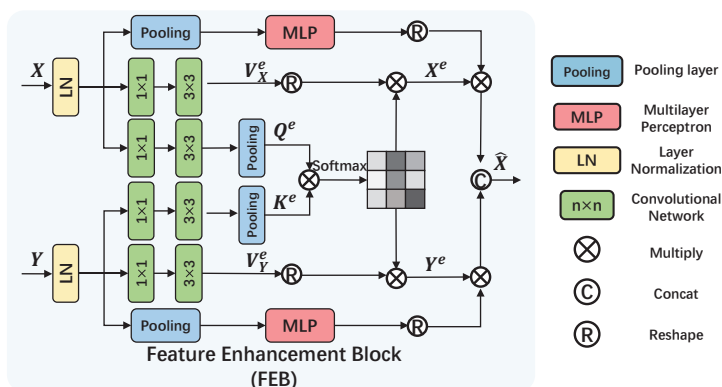 Pooling
MLP
R
X
LN
1×1
3×3
V_X^e
R
X^e
1×1
3×3
Pooling
Q^e
Softmax
X̂
C
1×1
3×3
Pooling
K^e
Y
LN
1×1
3×3
V_Y^e
R
Y^e
Pooling
MLP
R
Feature Enhancement Block
(FEB)
Pooling
Pooling layer
MLP
Multilayer
Perceptron
LN
Layer
Normalization
n×n
Convolutional
Network
Multiply
C
Concat
R
Reshape